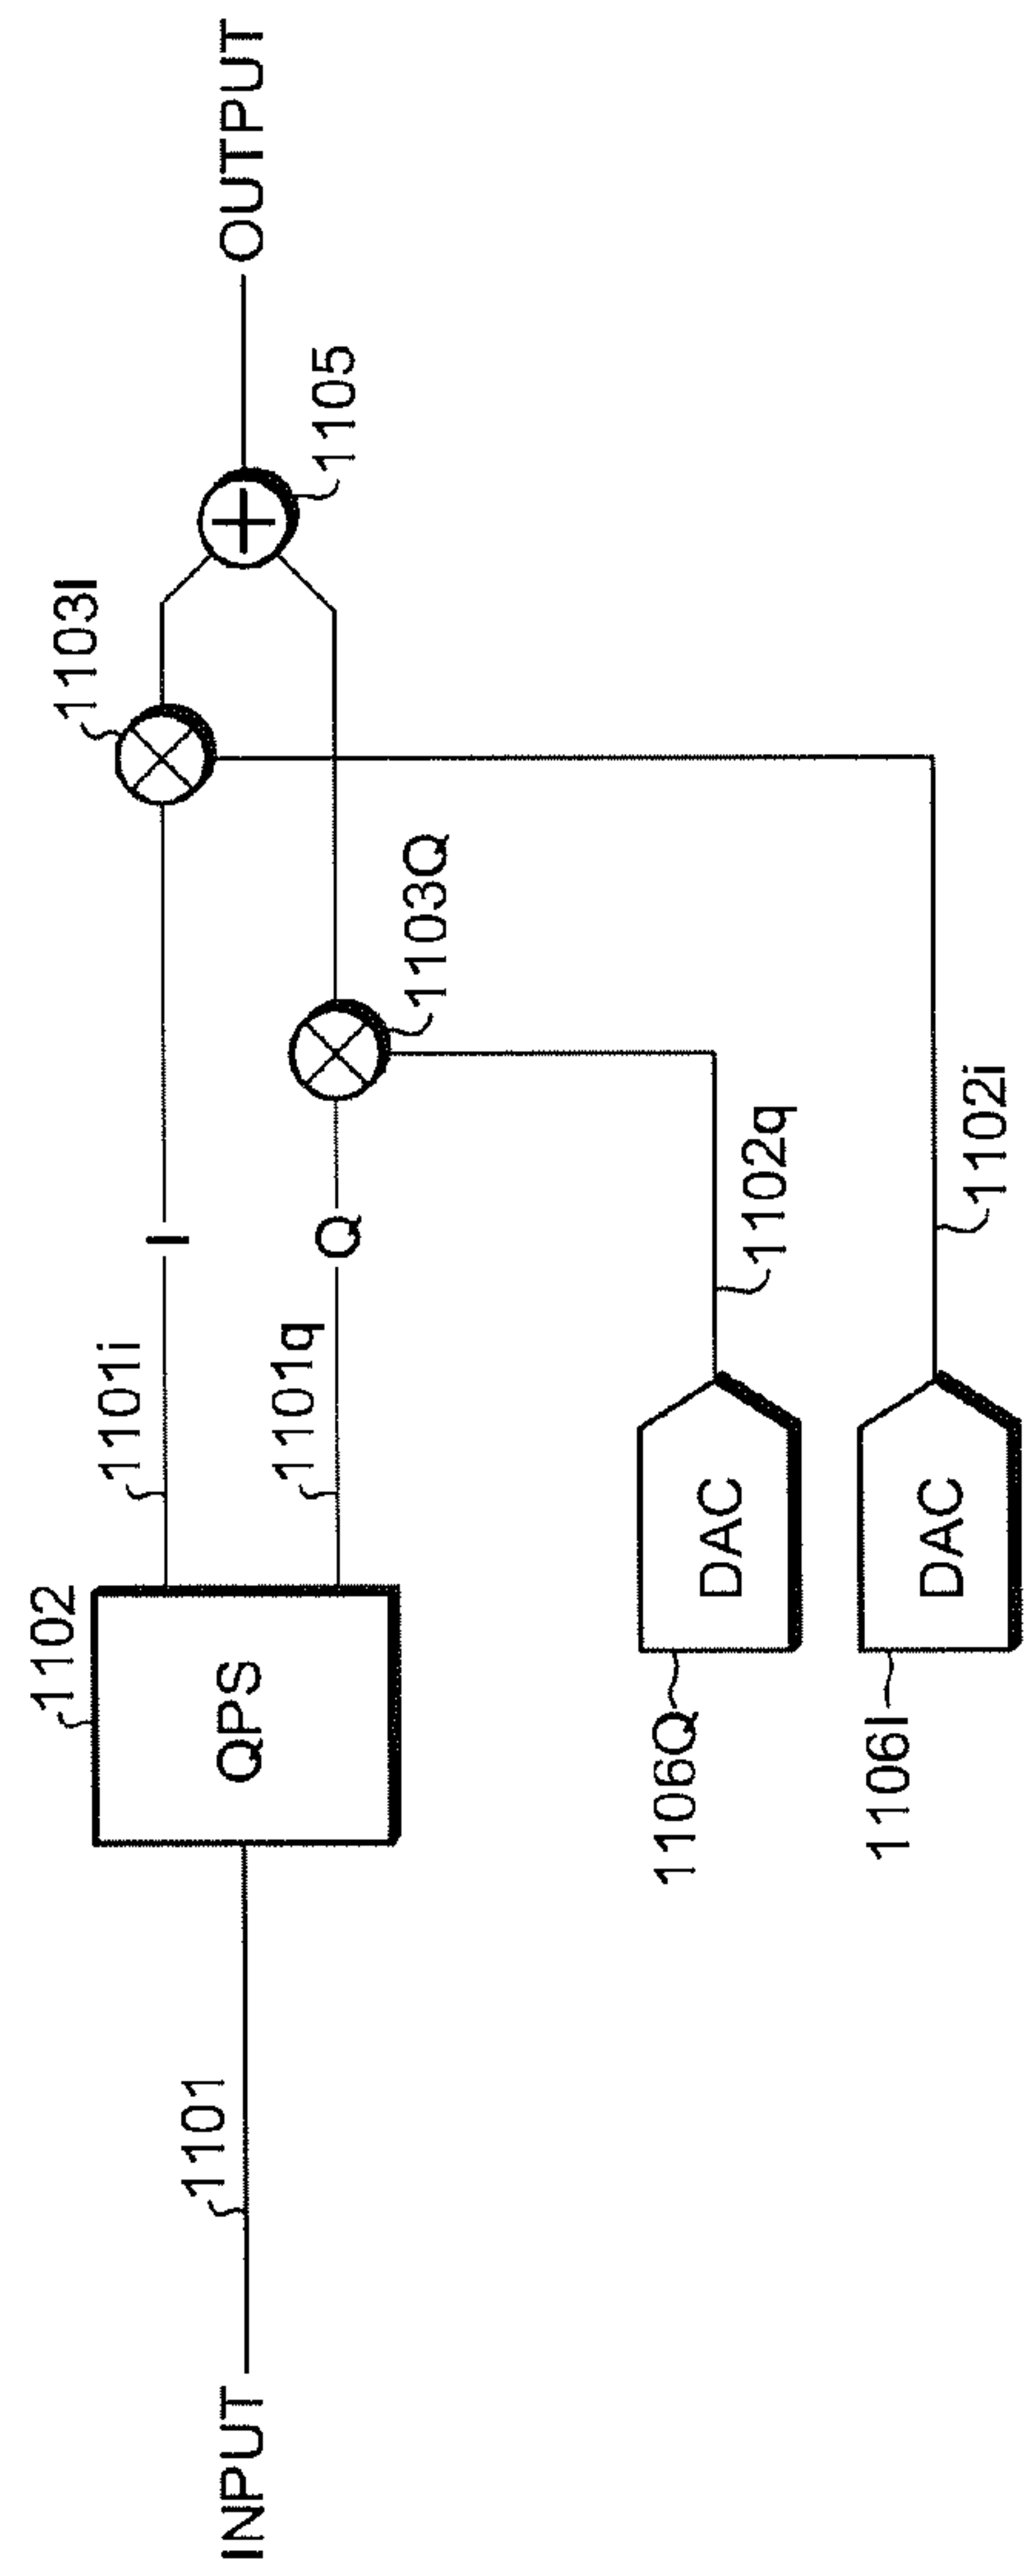 INPUT
1101
1102
QPS
1101i
1101q
I
Q
1103I
1103Q
1105
OUTPUT
1106Q
DAC
1102q
1106I
DAC
1102i